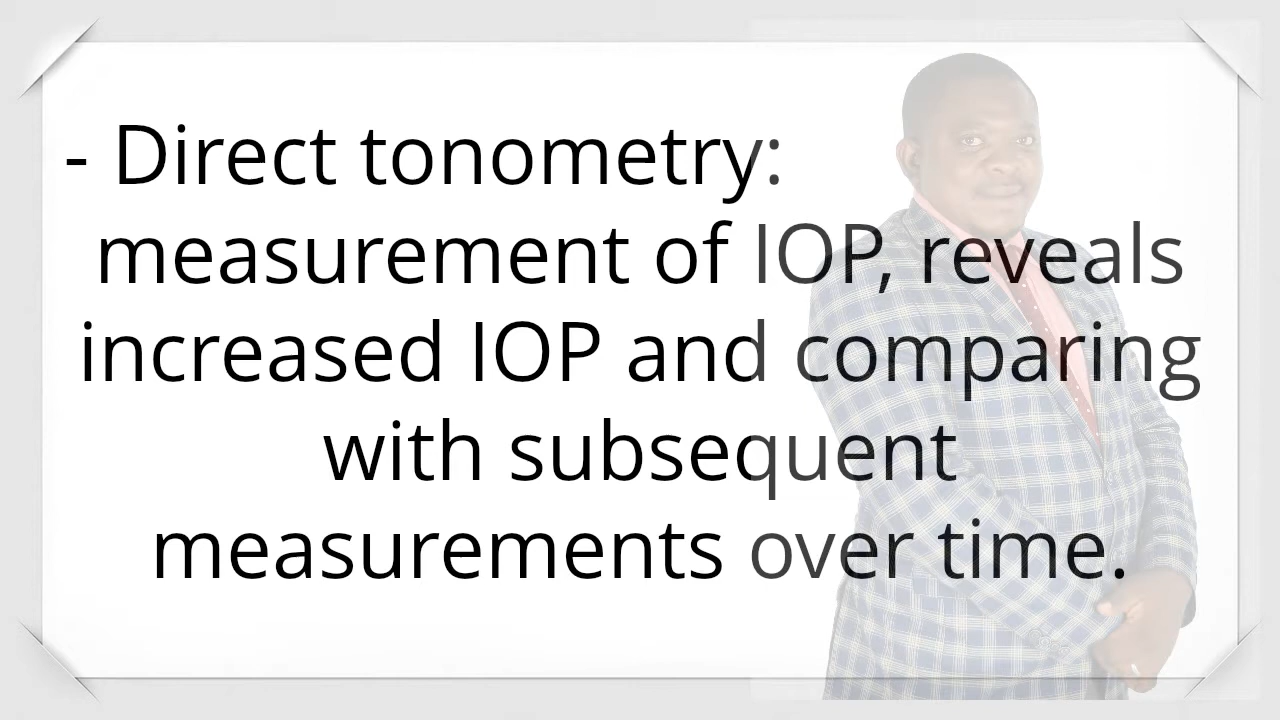 - Direct tonometry:
measurement of IOP, reveals
increased IOP and comparing
with subsequent
measurements over time.